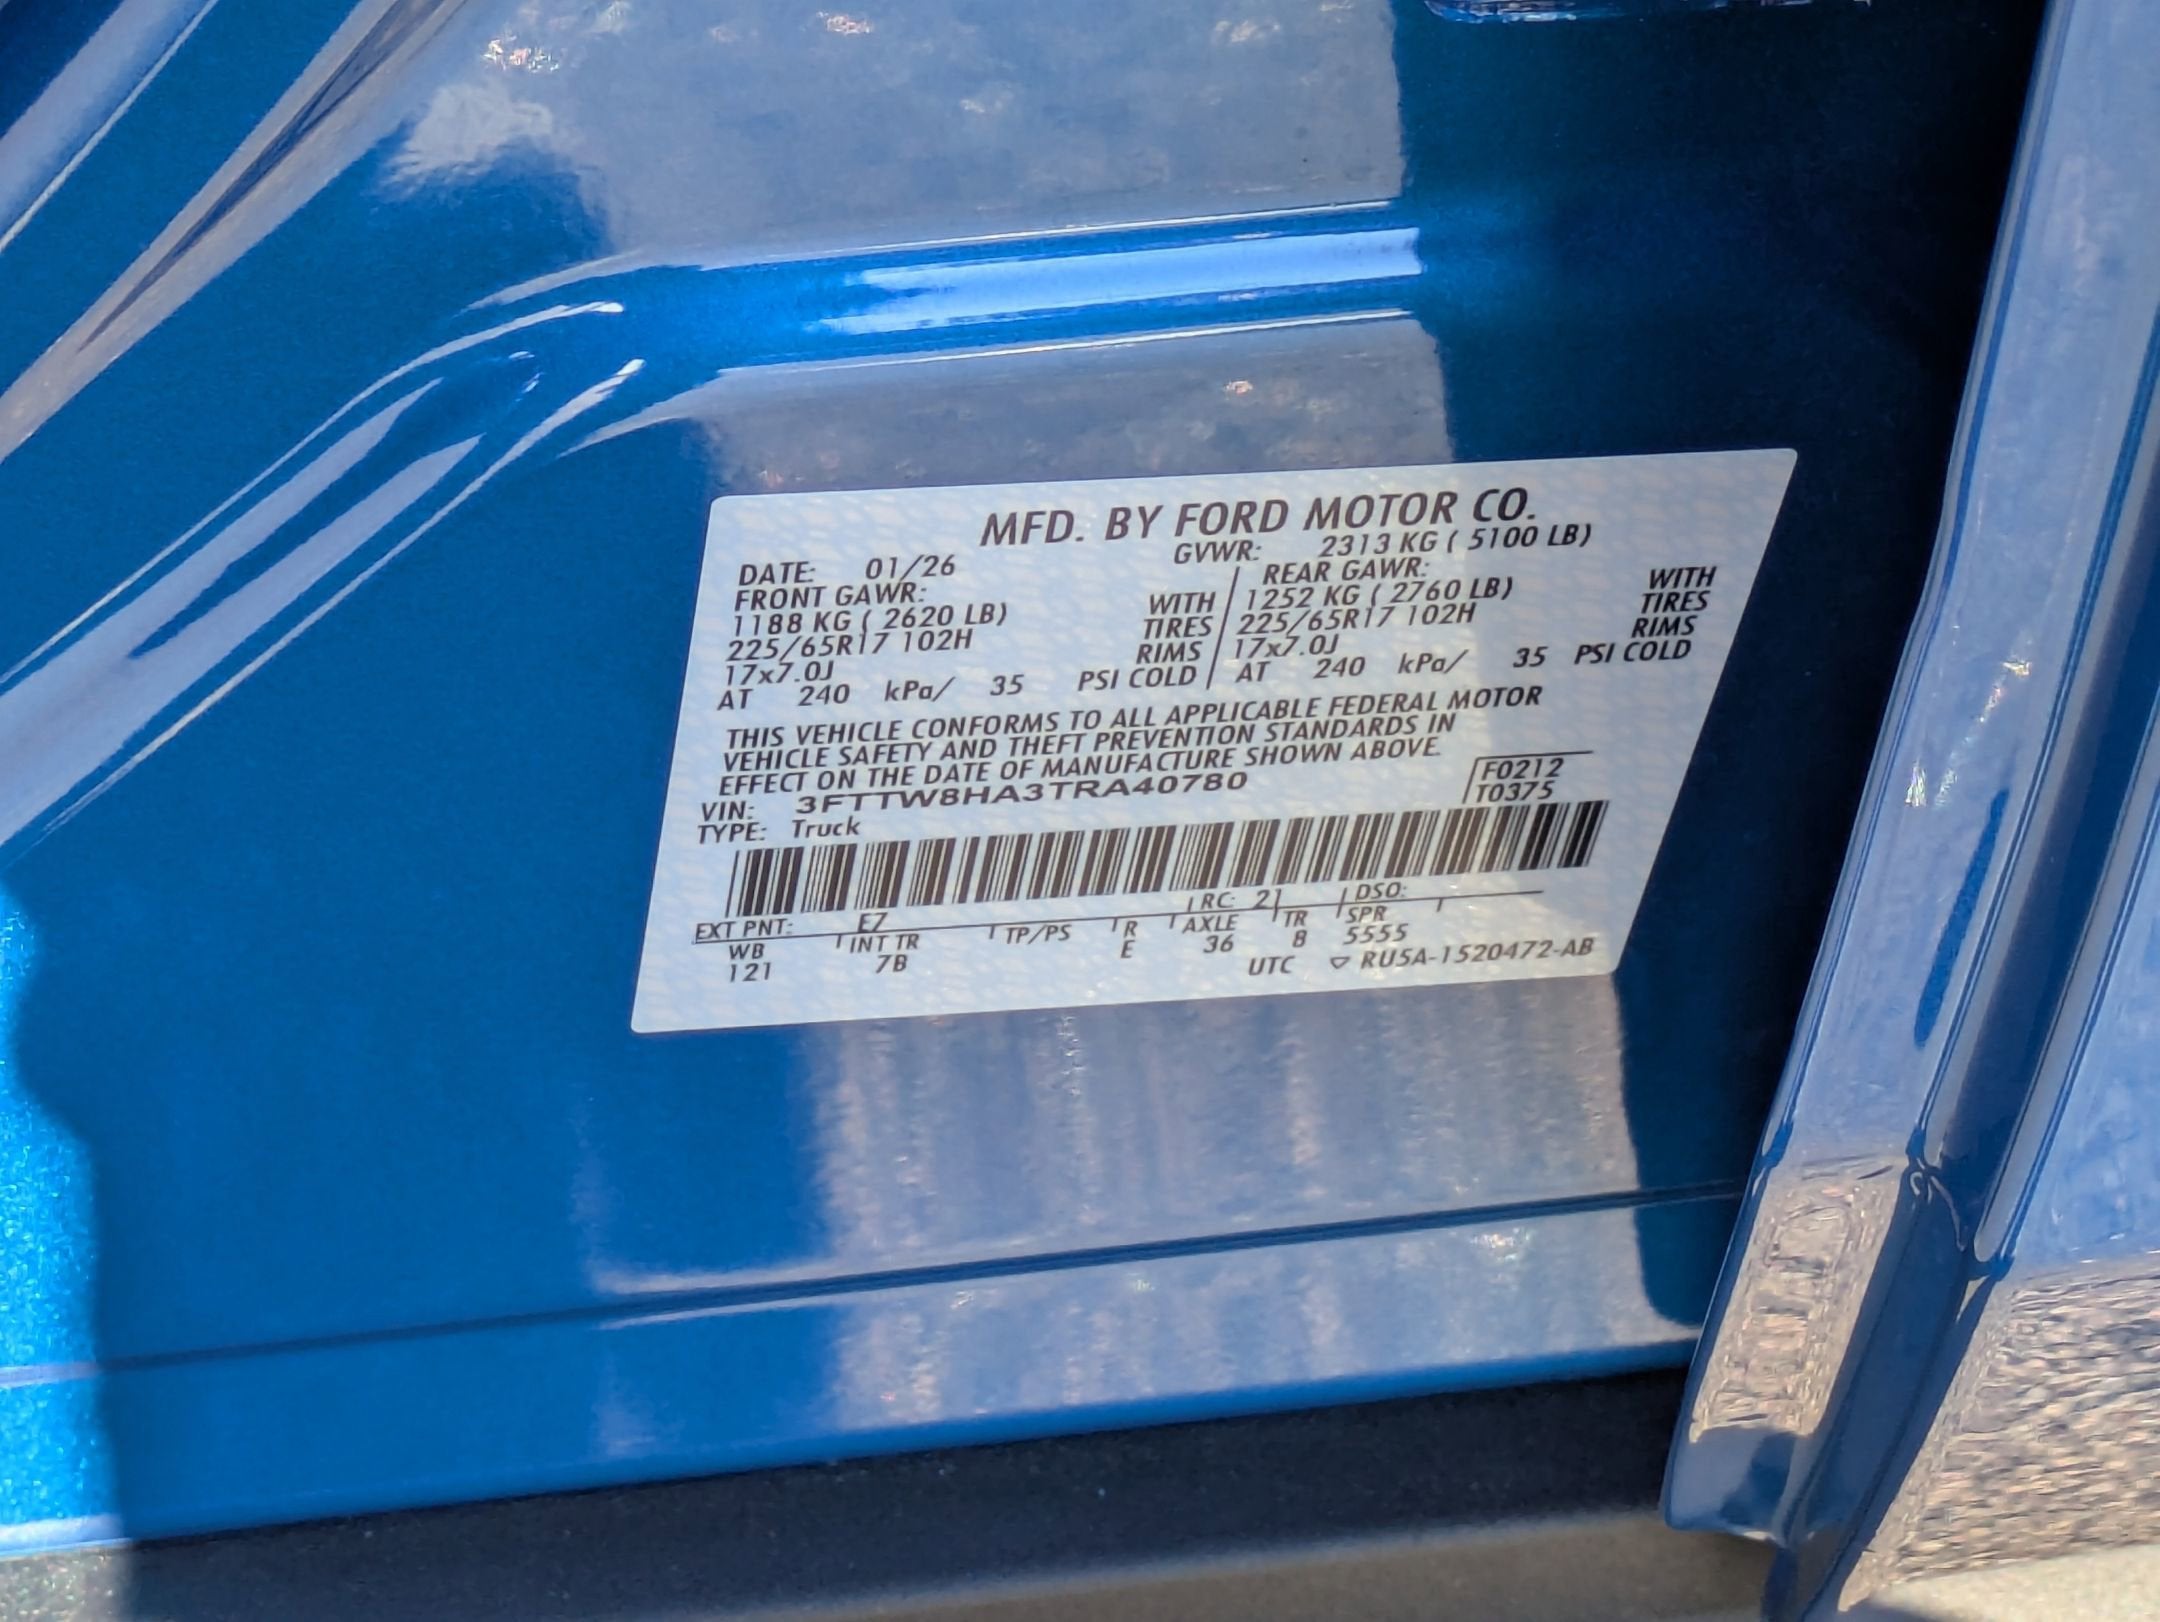 MFD. BY FORD MOTOR CO.
DATE: 01/26 GVWR: 2313 KG ( 5100 LB)
FRONT GAWR: REAR GAWR:
1188 KG ( 2620 LB) WITH 1252 KG ( 2760 LB) WITH
225/65R17 102H TIRES 225/65R17 102H TIRES
17x7.0J RIMS 17x7.0J RIMS
AT 240 kPa/ 35 PSI COLD AT 240 kPa/ 35 PSI COLD
THIS VEHICLE CONFORMS TO ALL APPLICABLE FEDERAL MOTOR
VEHICLE SAFETY AND THEFT PREVENTION STANDARDS IN
EFFECT ON THE DATE OF MANUFACTURE SHOWN ABOVE.
VIN: 3FTTW8HA3TRA40780 F0212
TYPE: Truck T0375
EXT PNT: EZ RC: 21 DSO:
WB INT TR TP/PS R AXLE TR SPR
121 7B E 36 8 5555
UTC ▽ RU5A-1520472-AB